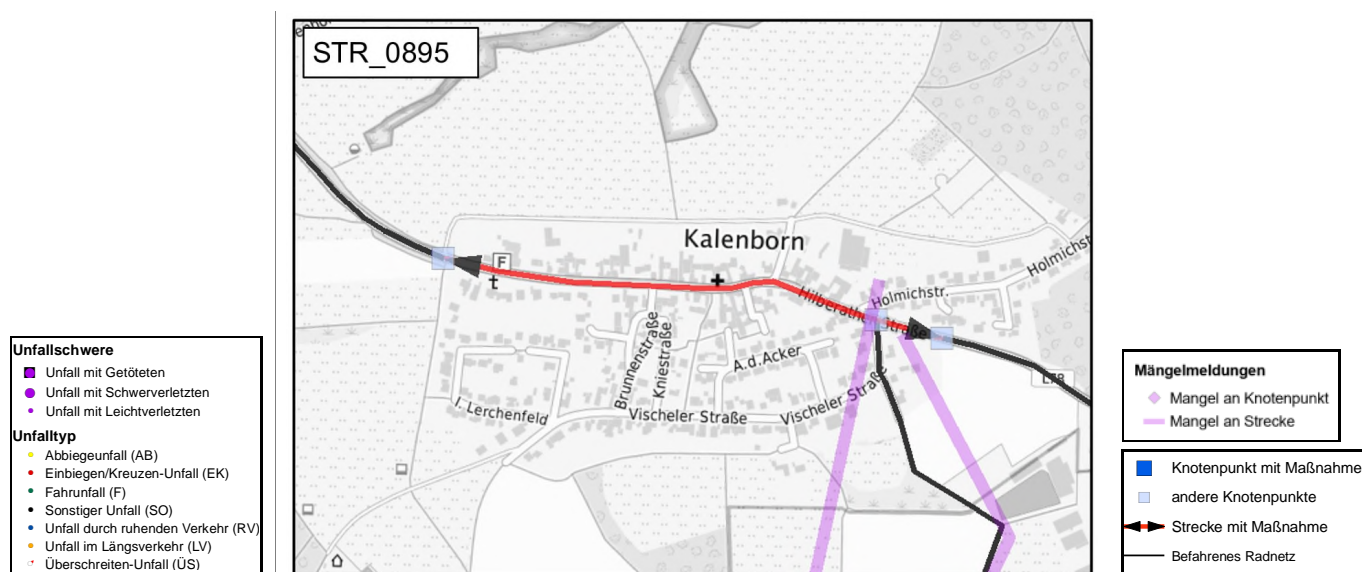 STR_0895
Kalenborn
F
t
Hilberather Straße
Holmichstr.
Holmichst
Brunnenstraße
Kniestraße
A.d.Acker
I. Lerchenfeld
Vischeler Straße
Vischeler Straße
L78
Unfallschwere
Unfall mit Getöteten
Unfall mit Schwerverletzten
Unfall mit Leichtverletzten
Unfalltyp
Abbiegeunfall (AB)
Einbiegen/Kreuzen-Unfall (EK)
Fahrunfall (F)
Sonstiger Unfall (SO)
Unfall durch ruhenden Verkehr (RV)
Unfall im Längsverkehr (LV)
Überschreiten-Unfall (ÜS)
Mängelmeldungen
Mangel an Knotenpunkt
Mangel an Strecke
Knotenpunkt mit Maßnahme
andere Knotenpunkte
Strecke mit Maßnahme
Befahrenes Radnetz